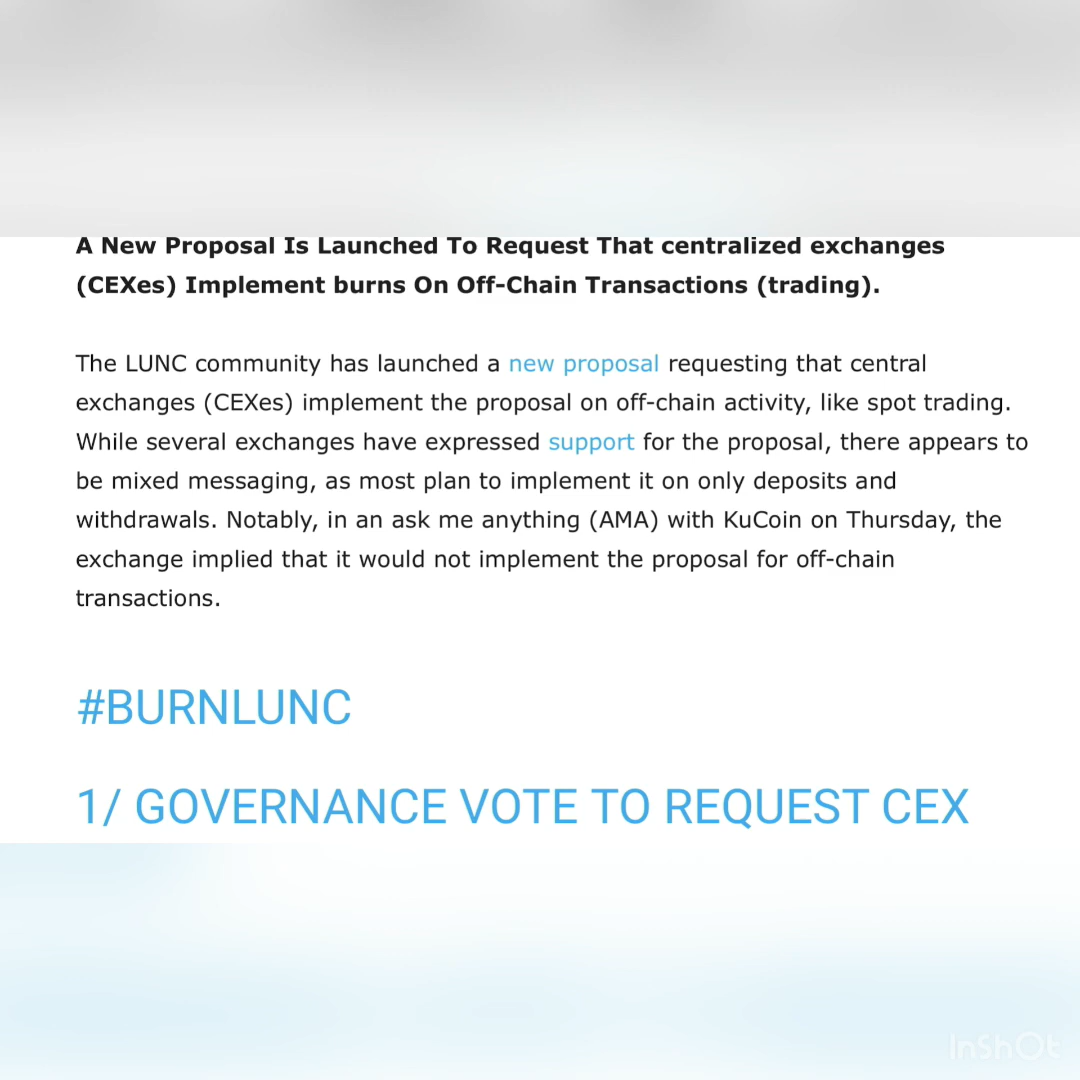 A New Proposal Is Launched To Request That centralized exchanges
(CEXes) Implement burns On Off-Chain Transactions (trading).
The LUNC community has launched a new proposal requesting that central
exchanges (CEXes) implement the proposal on off-chain activity, like spot trading.
While several exchanges have expressed support for the proposal, there appears to
be mixed messaging, as most plan to implement it on only deposits and
withdrawals. Notably, in an ask me anything (AMA) with KuCoin on Thursday, the
exchange implied that it would not implement the proposal for off-chain
transactions.
#BURNLUNC
1/ GOVERNANCE VOTE TO REQUEST CEX
InShOt